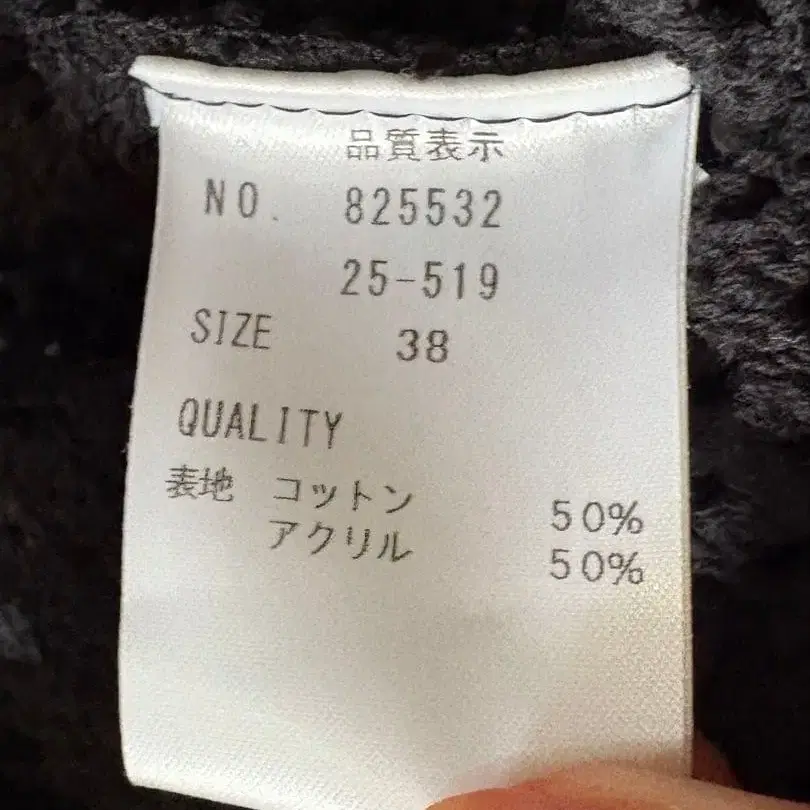 品質表示
NO. 825532
25-519
SIZE 38
QUALITY
表地 コットン 50%
アクリル 50%